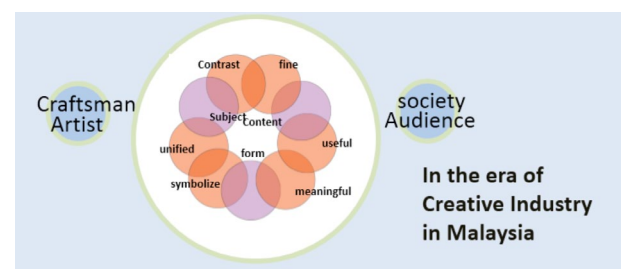 Craftsman
Artist
Contrast
fine
Subject
Content
unified
useful
form
symbolize
meaningful
society
Audience
In the era of
Creative Industry
in Malaysia